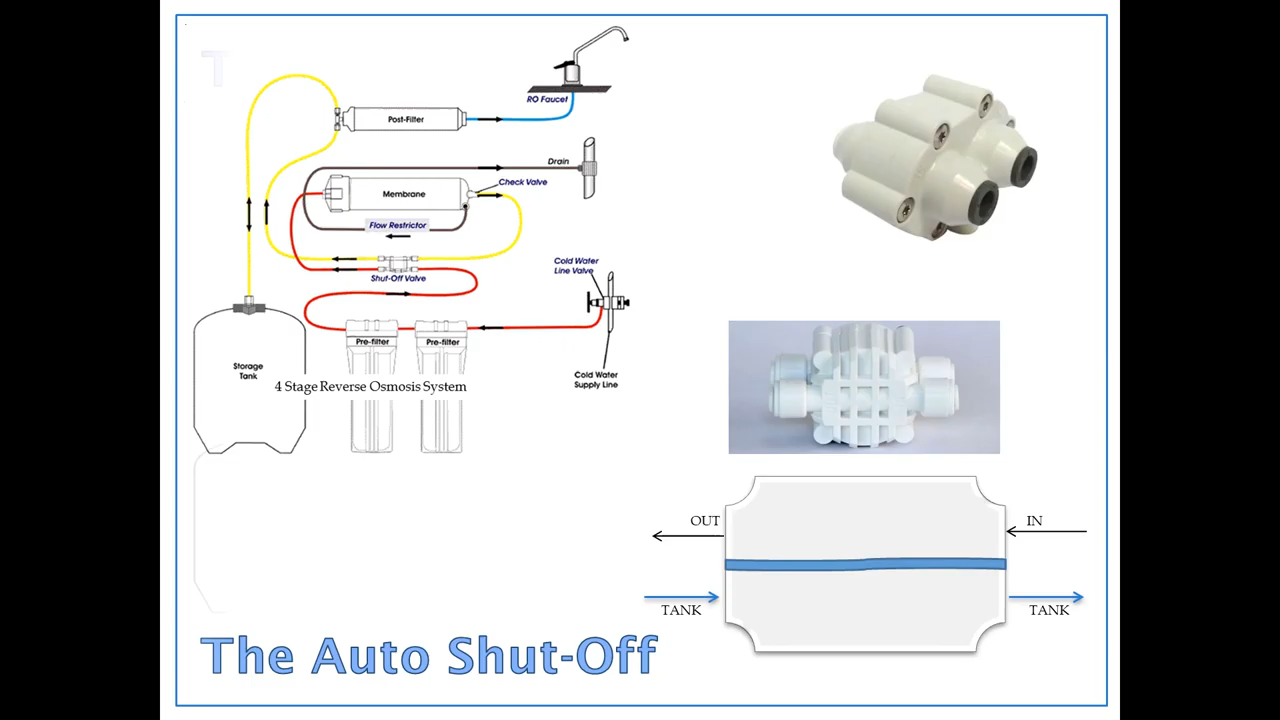 T
RO Faucet
Post-Filter
Drain
Check Valve
Membrane
Flow Restrictor
Cold Water
Line Valve
Shut-Off Valve
Pre-filter
Pre-filter
Storage
Tank
4 Stage Reverse Osmosis System
Cold Water
Supply Line
OUT
IN
TANK
TANK
The Auto Shut-Off